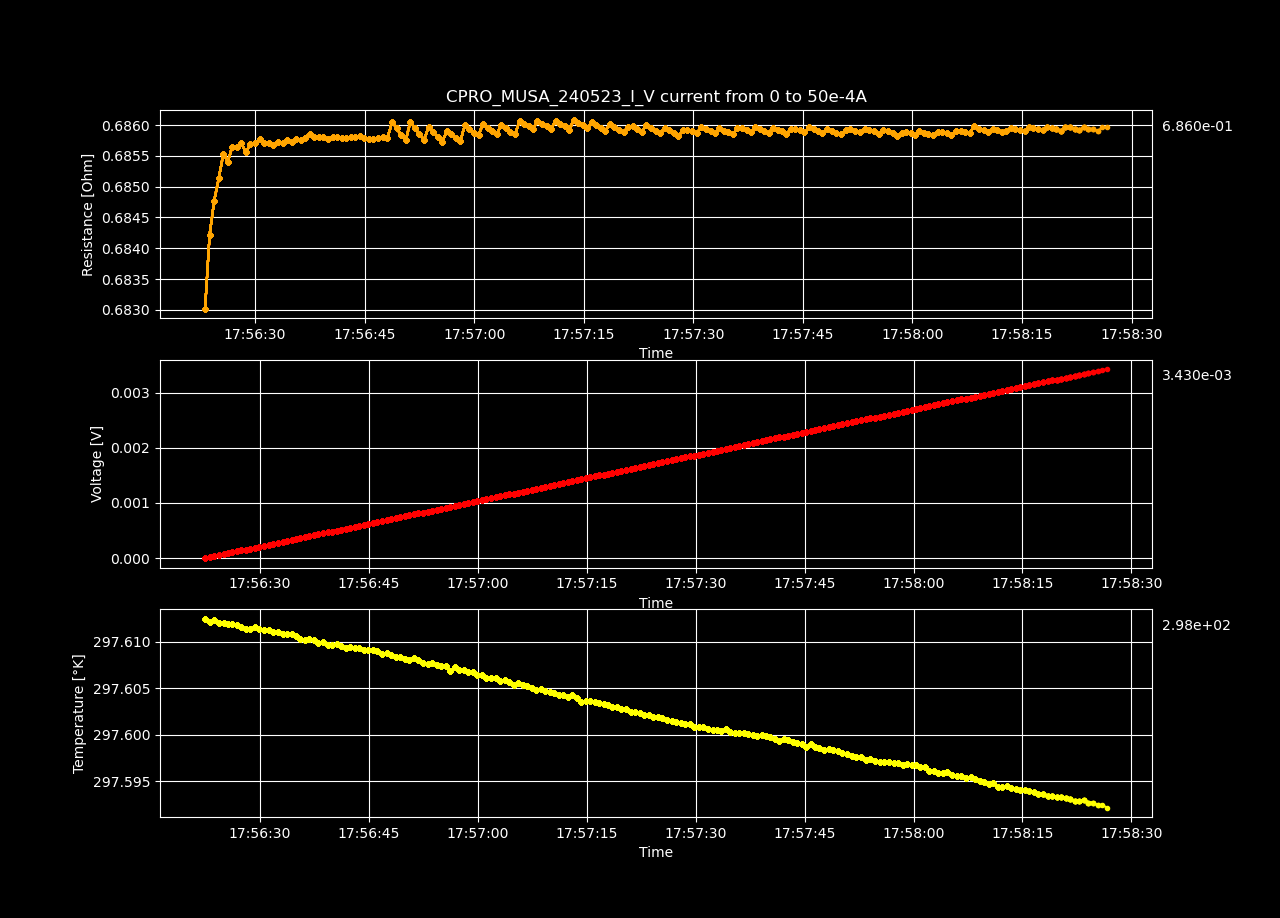 CPRO_MUSA_240523_I_V current from 0 to 50e-4A
0.6860
0.6855
0.6850
0.6845
0.6840
0.6835
0.6830
Resistance [Ohm]
6.860e-01
17:56:30 17:56:45 17:57:00 17:57:15 17:57:30 17:57:45 17:58:00 17:58:15 17:58:30
Time
0.003
0.002
0.001
0.000
Voltage [V]
3.430e-03
17:56:30 17:56:45 17:57:00 17:57:15 17:57:30 17:57:45 17:58:00 17:58:15 17:58:30
Time
297.610
297.605
297.600
297.595
Temperature [°K]
2.98e+02
17:56:30 17:56:45 17:57:00 17:57:15 17:57:30 17:57:45 17:58:00 17:58:15 17:58:30
Time